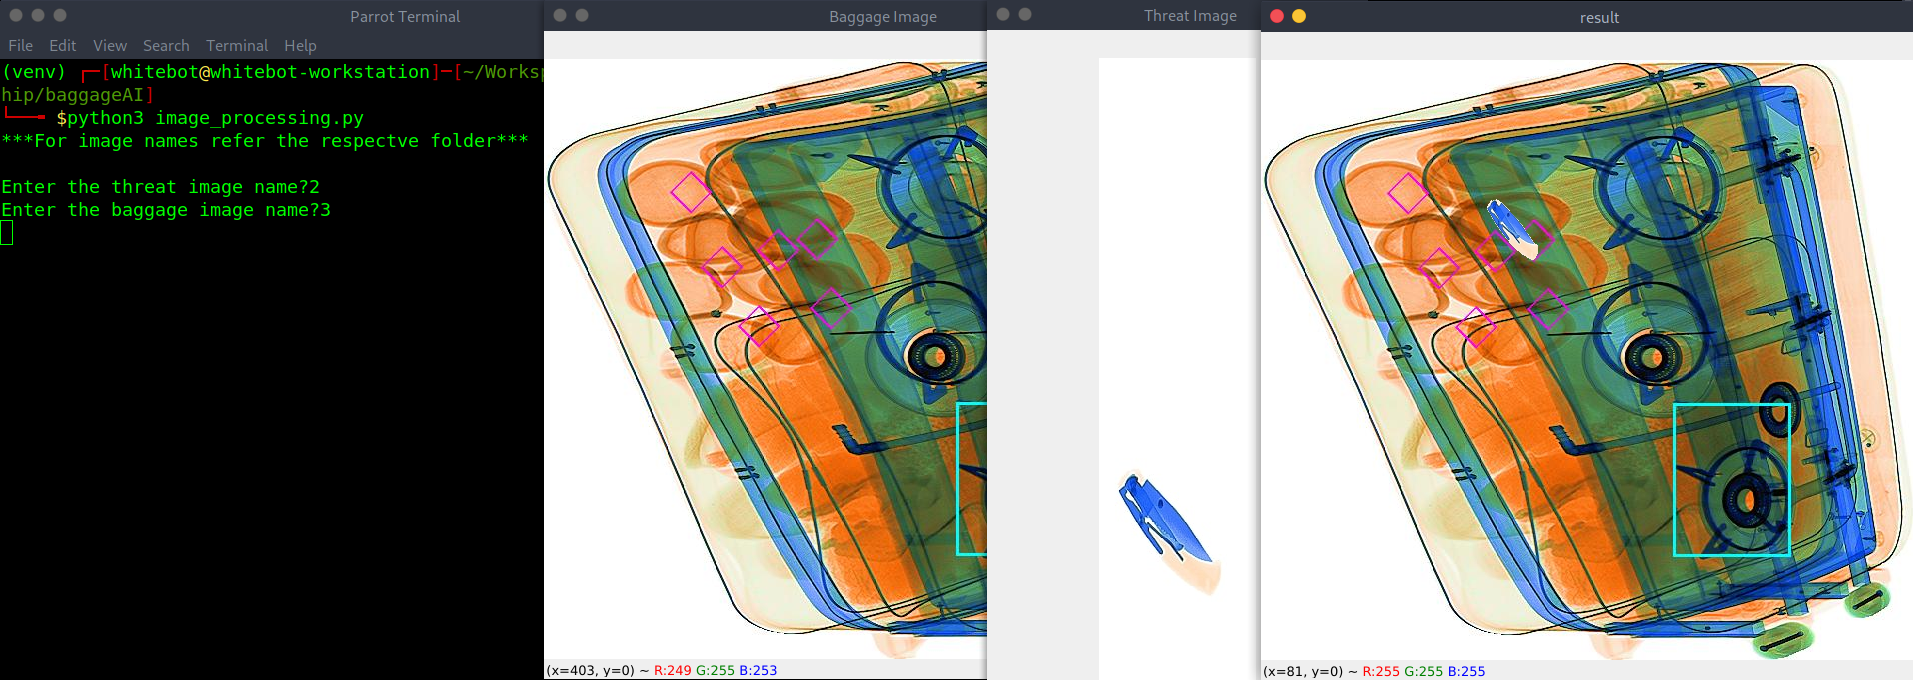 Parrot Terminal
File Edit View Search Terminal Help
(venv) ┌─[whitebot@whitebot-workstation]─[~/Works
hip/baggageAI]
└──╼ $python3 image_processing.py
***For image names refer the respectve folder***
Enter the threat image name?2
Enter the baggage image name?3
Baggage Image
(x=403, y=0) ~ R:249 G:255 B:253
Threat Image
result
(x=81, y=0) ~ R:255 G:255 B:255